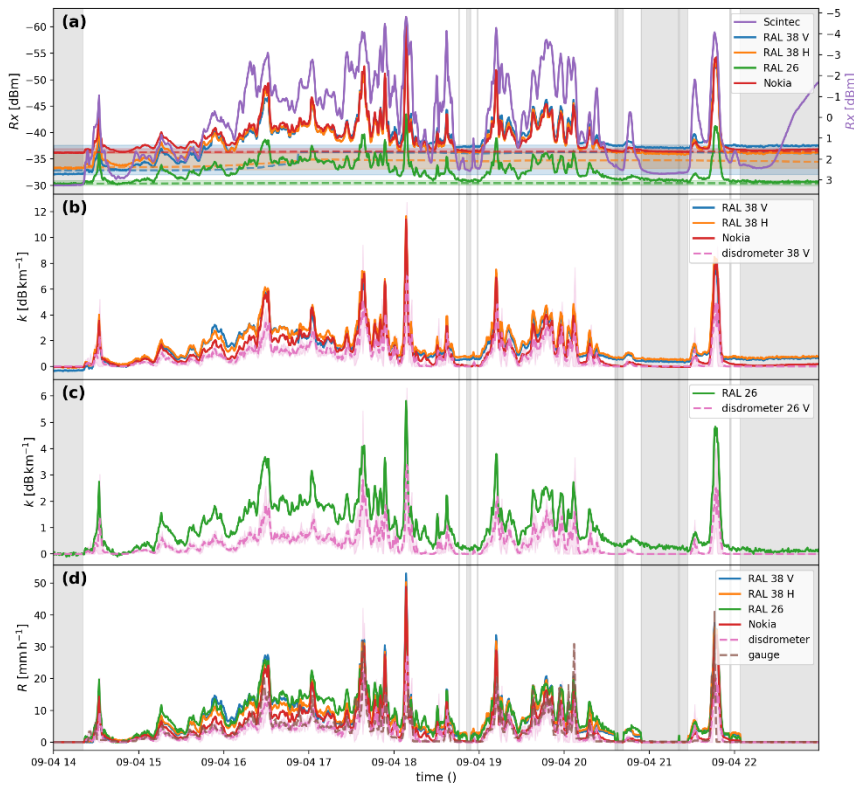 (a)
Rx [dBm]
−60
−55
−50
−45
−40
−35
−30
Scintec
RAL 38 V
RAL 38 H
RAL 26
Nokia
−5
−4
−3
−2
−1
0
1
2
3
Rx [dBm]
(b)
k [dB km⁻¹]
12
10
8
6
4
2
0
RAL 38 V
RAL 38 H
Nokia
disdrometer 38 V
(c)
k [dB km⁻¹]
6
5
4
3
2
1
0
RAL 26
disdrometer 26 V
(d)
R [mm h⁻¹]
50
40
30
20
10
0
RAL 38 V
RAL 38 H
RAL 26
Nokia
disdrometer
gauge
09-04 14 09-04 15 09-04 16 09-04 17 09-04 18 09-04 19 09-04 20 09-04 21 09-04 22
time ()